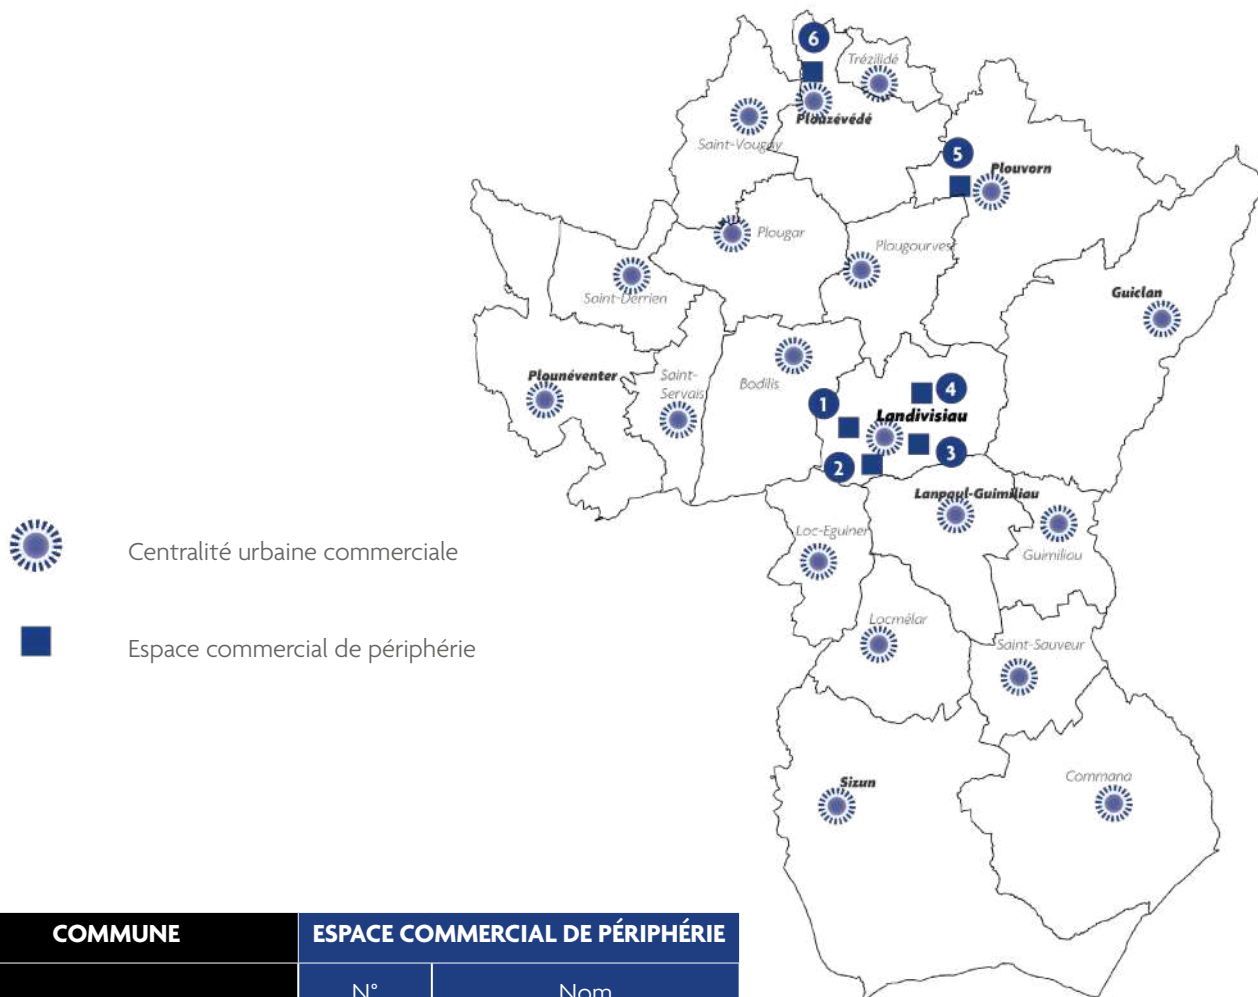 6
Trézilidé
Plouzévédé
Saint-Vougay
5
Plouvorn
Plougar
Plougourvest
Saint-Derrien
Guiclan
Plounéventer
Saint-
Servais
Bodilis
1
4
Landivisiau
2
3
Lanpaul-Guimiliau
Loc-Eguiner
Guimiliau
Centralité urbaine commerciale
Espace commercial de périphérie
Locmélar
Saint-Sauveur
Sizun
Commana
COMMUNE
ESPACE COMMERCIAL DE PÉRIPHÉRIE
N°
Nom